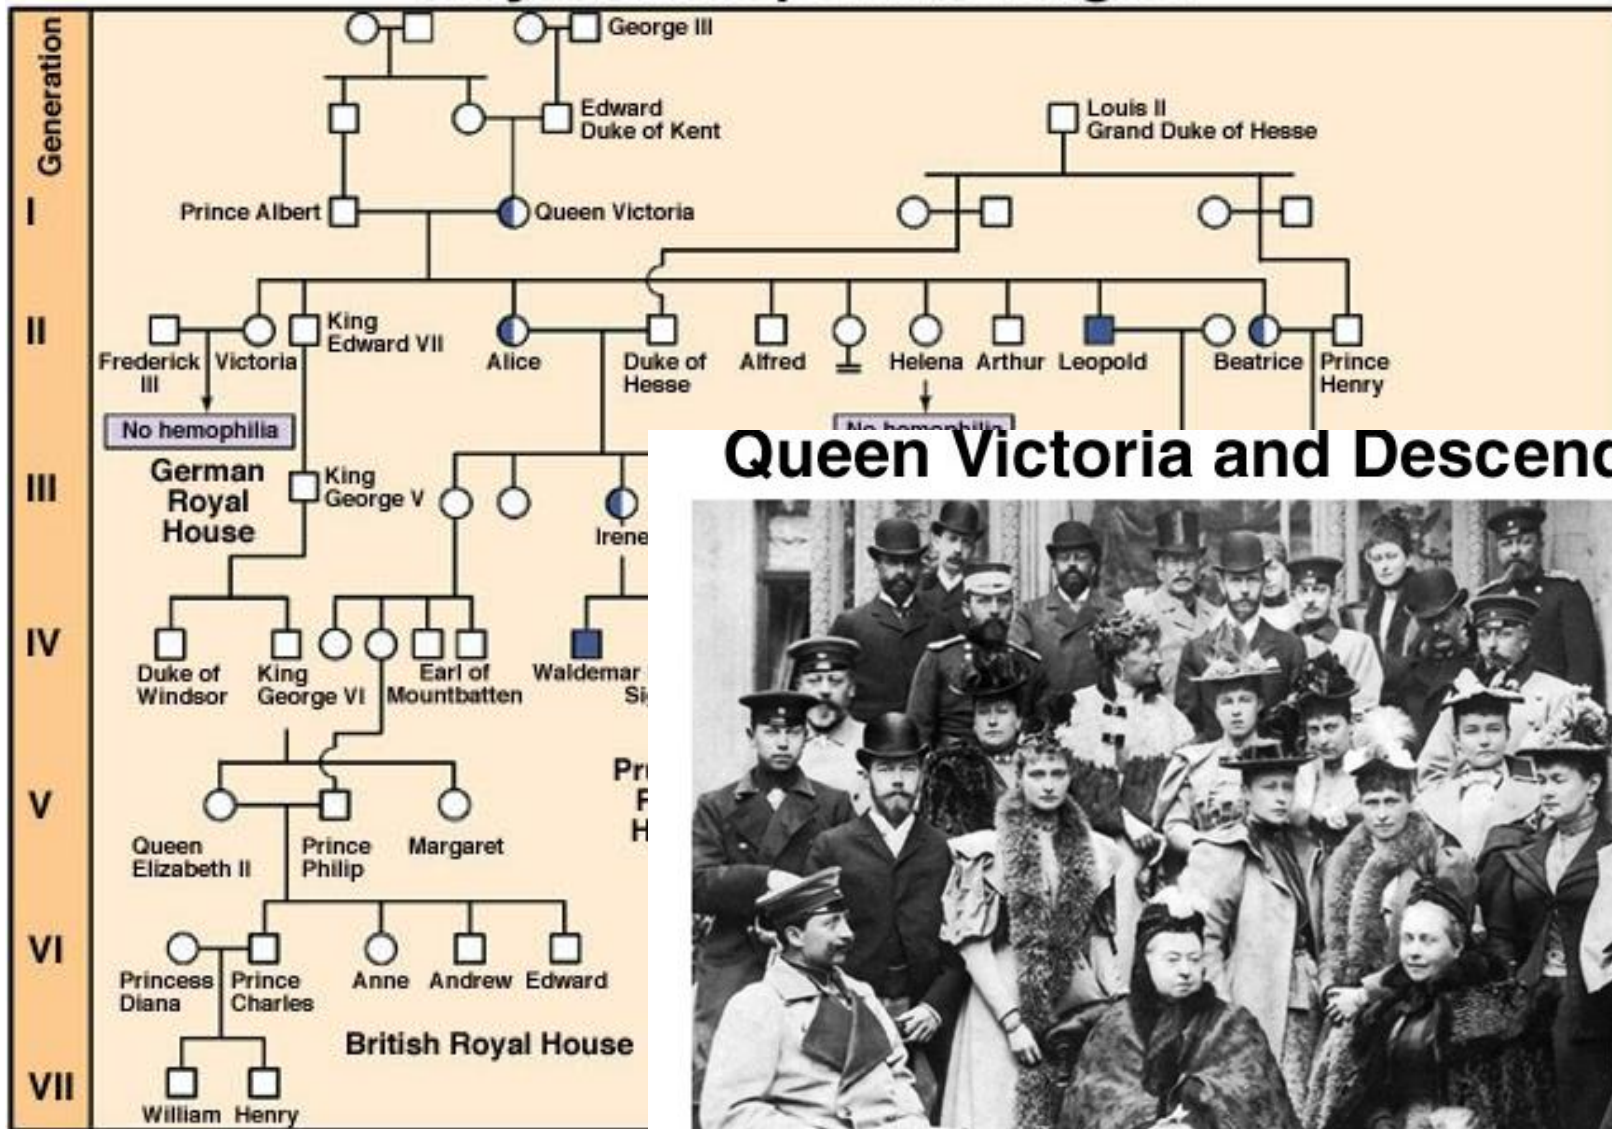 Generation
George III
Edward
Duke of Kent
Louis II
Grand Duke of Hesse
I
Prince Albert
Queen Victoria
II
Frederick
III
Victoria
King
Edward VII
Alice
Duke of
Hesse
Alfred
Helena
Arthur
Leopold
Beatrice
Prince
Henry
No hemophilia
No hemophilia
German
Royal
House
III
King
George V
Irene
Queen Victoria and Descend
IV
Duke of
Windsor
King
George VI
Earl of
Mountbatten
Waldemar
V
Queen
Elizabeth II
Prince
Philip
Margaret
VI
Princess
Diana
Prince
Charles
Anne
Andrew
Edward
British Royal House
VII
William
Henry